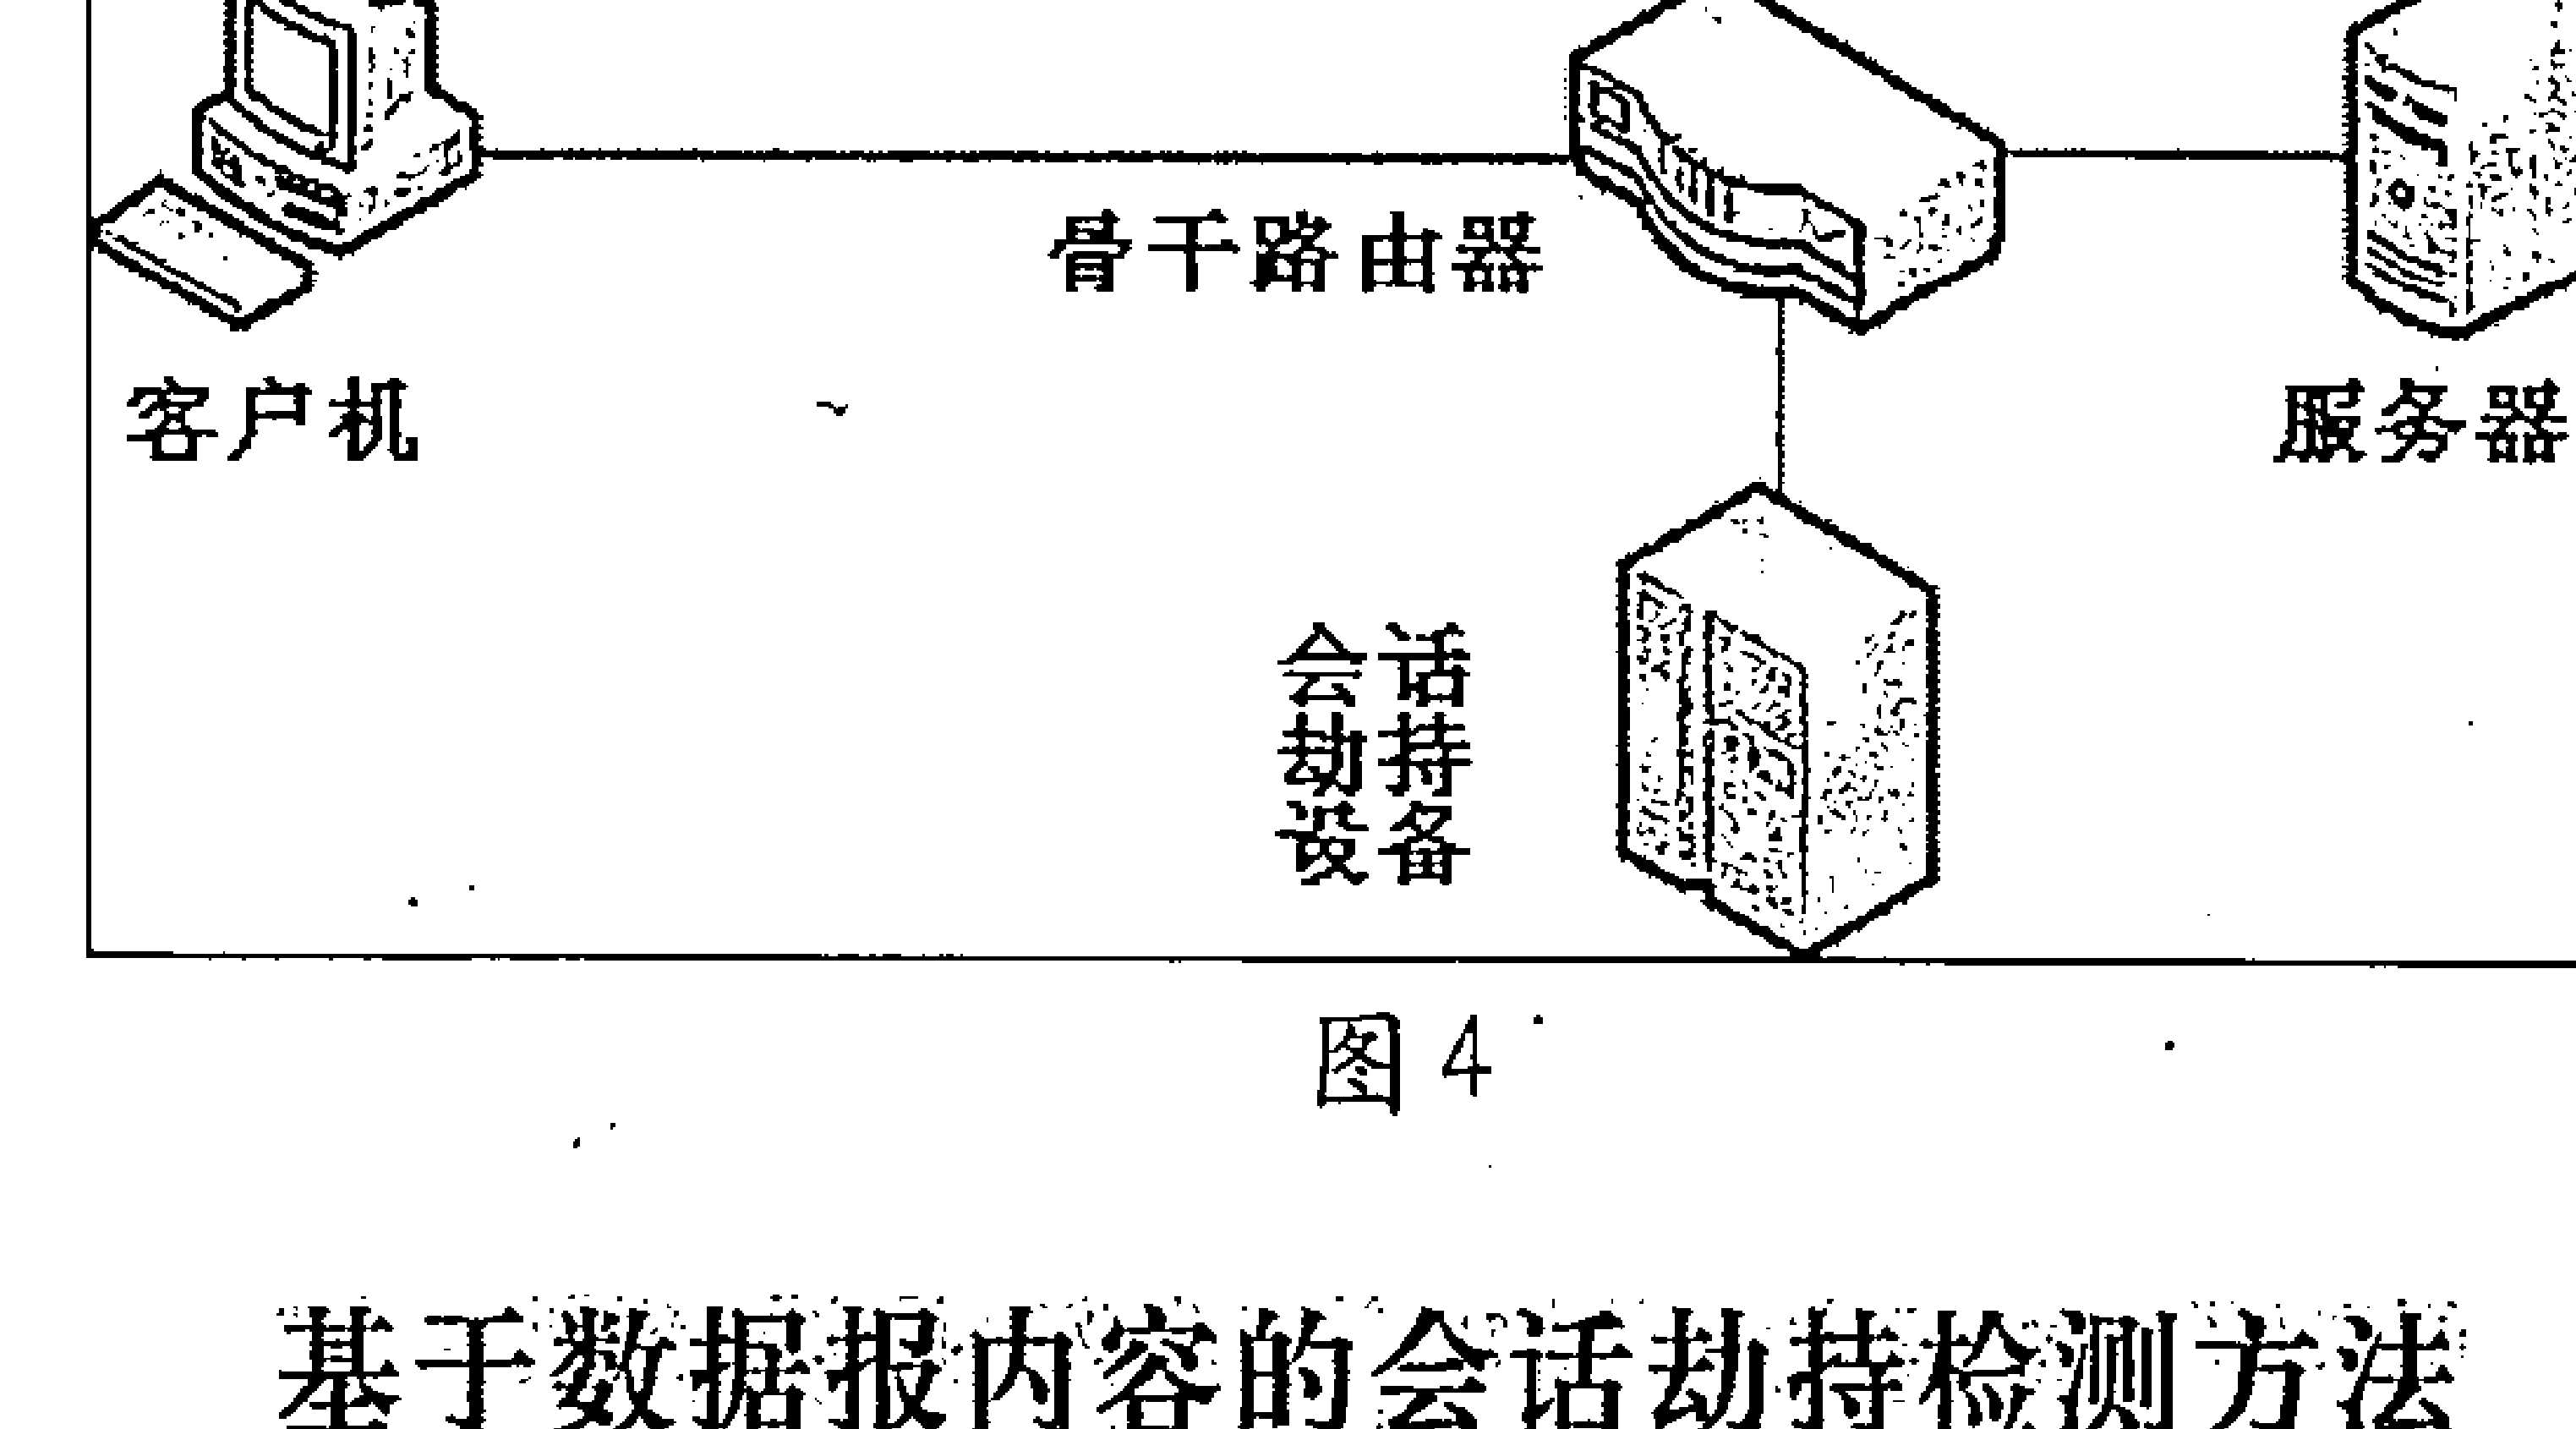 骨干路由器
客户机
服务器
会话
劫持
设备
图 4
基于数据报内容的会话劫持检测方法